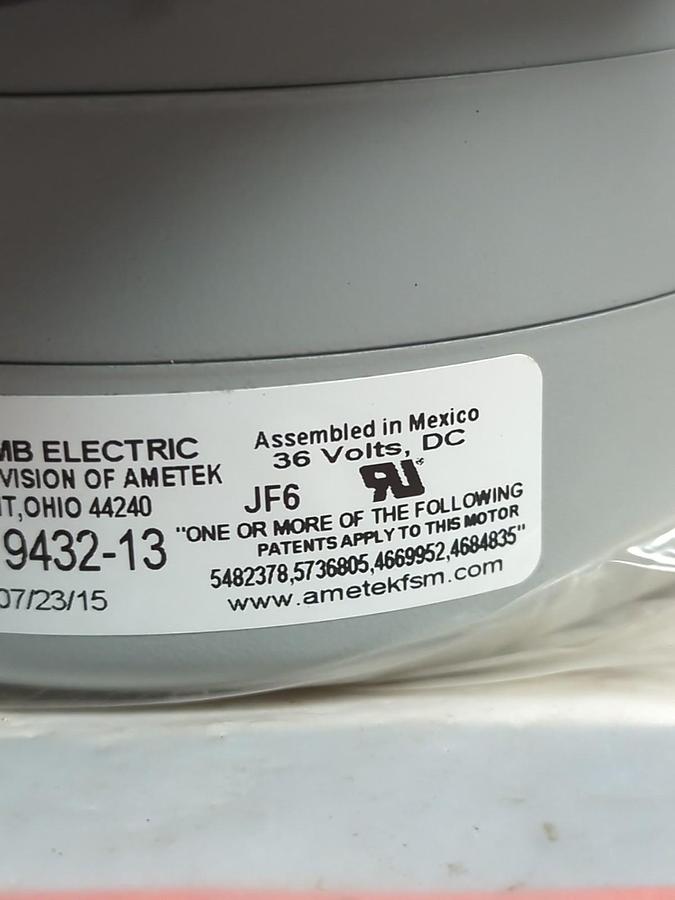 MB ELECTRIC
VISION OF AMETEK
T,OHIO 44240
9432-13
07/23/15
Assembled in Mexico
36 Volts, DC
JF6
"ONE OR MORE OF THE FOLLOWING
PATENTS APPLY TO THIS MOTOR
5482378,5736805,4669952,4684835"
www.ametekfsm.com